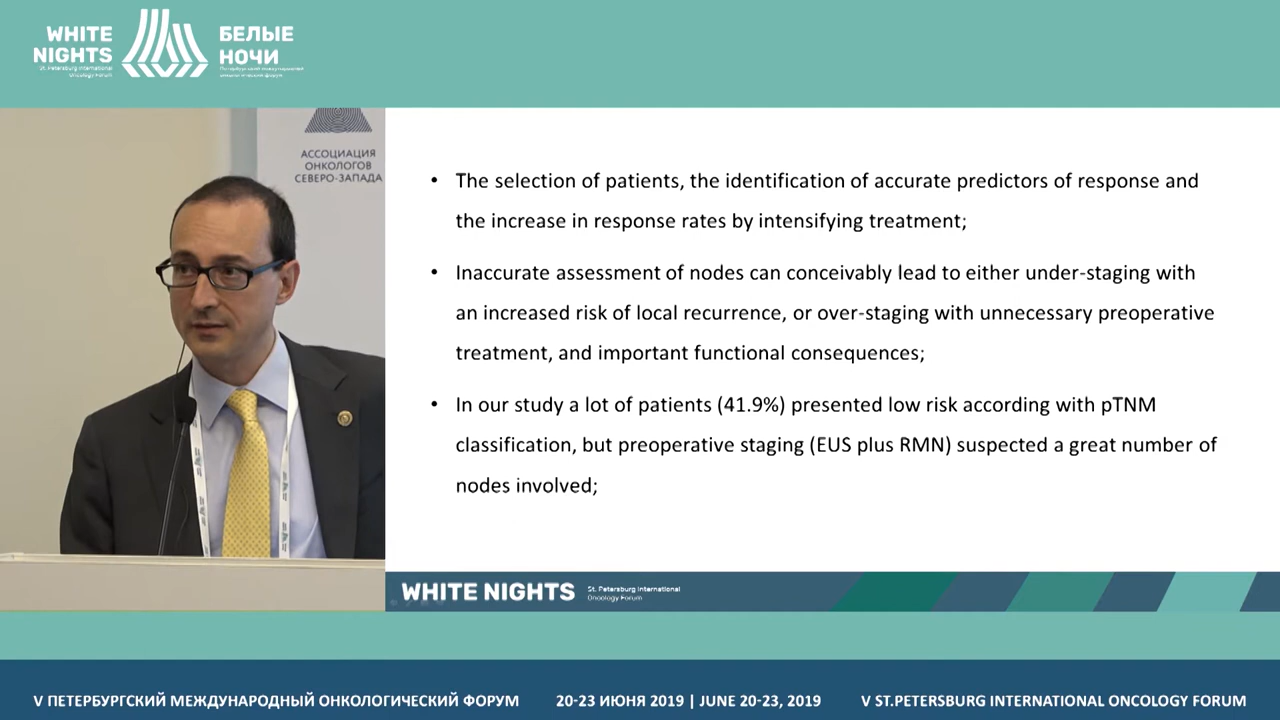 WHITE
NIGHTS
St. Petersburg International
Oncology Forum
БЕЛЫЕ
НОЧИ
Петербургский международный
онкологический форум
АССОЦИАЦИЯ
ОНКОЛОГОВ
СЕВЕРО-ЗАПАДА
• The selection of patients, the identification of accurate predictors of response and
the increase in response rates by intensifying treatment;
• Inaccurate assessment of nodes can conceivably lead to either under-staging with
an increased risk of local recurrence, or over-staging with unnecessary preoperative
treatment, and important functional consequences;
• In our study a lot of patients (41.9%) presented low risk according with pTNM
classification, but preoperative staging (EUS plus RMN) suspected a great number of
nodes involved;
WHITE NIGHTS
St. Petersburg International
Oncology Forum
V ПЕТЕРБУРГСКИЙ МЕЖДУНАРОДНЫЙ ОНКОЛОГИЧЕСКИЙ ФОРУМ
20-23 ИЮНЯ 2019 | JUNE 20-23, 2019
V ST.PETERSBURG INTERNATIONAL ONCOLOGY FORUM